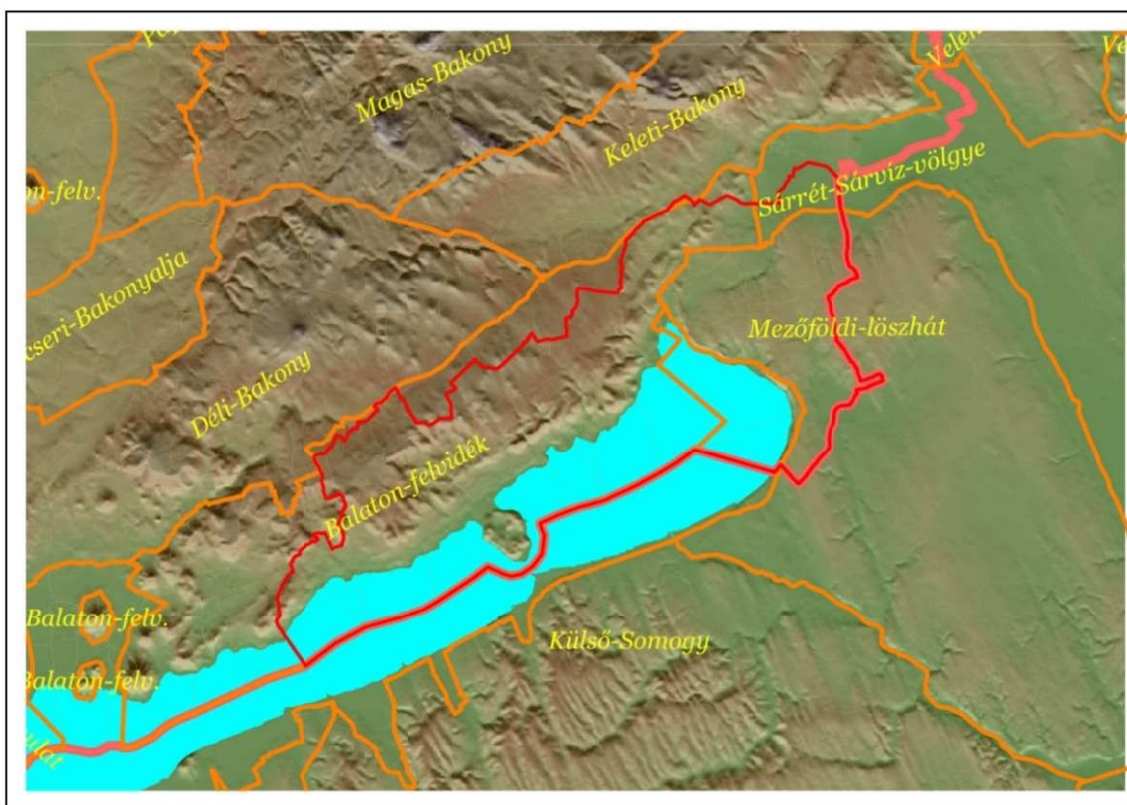 Magas-Bakony
Keleti-Bakony
Sárrét-Sárvíz-völgye
Mezőföldi-löszhát
Déli-Bakony
Balaton-felvidék
Balaton-felv.
Balaton-felv.
Külső-Somogy